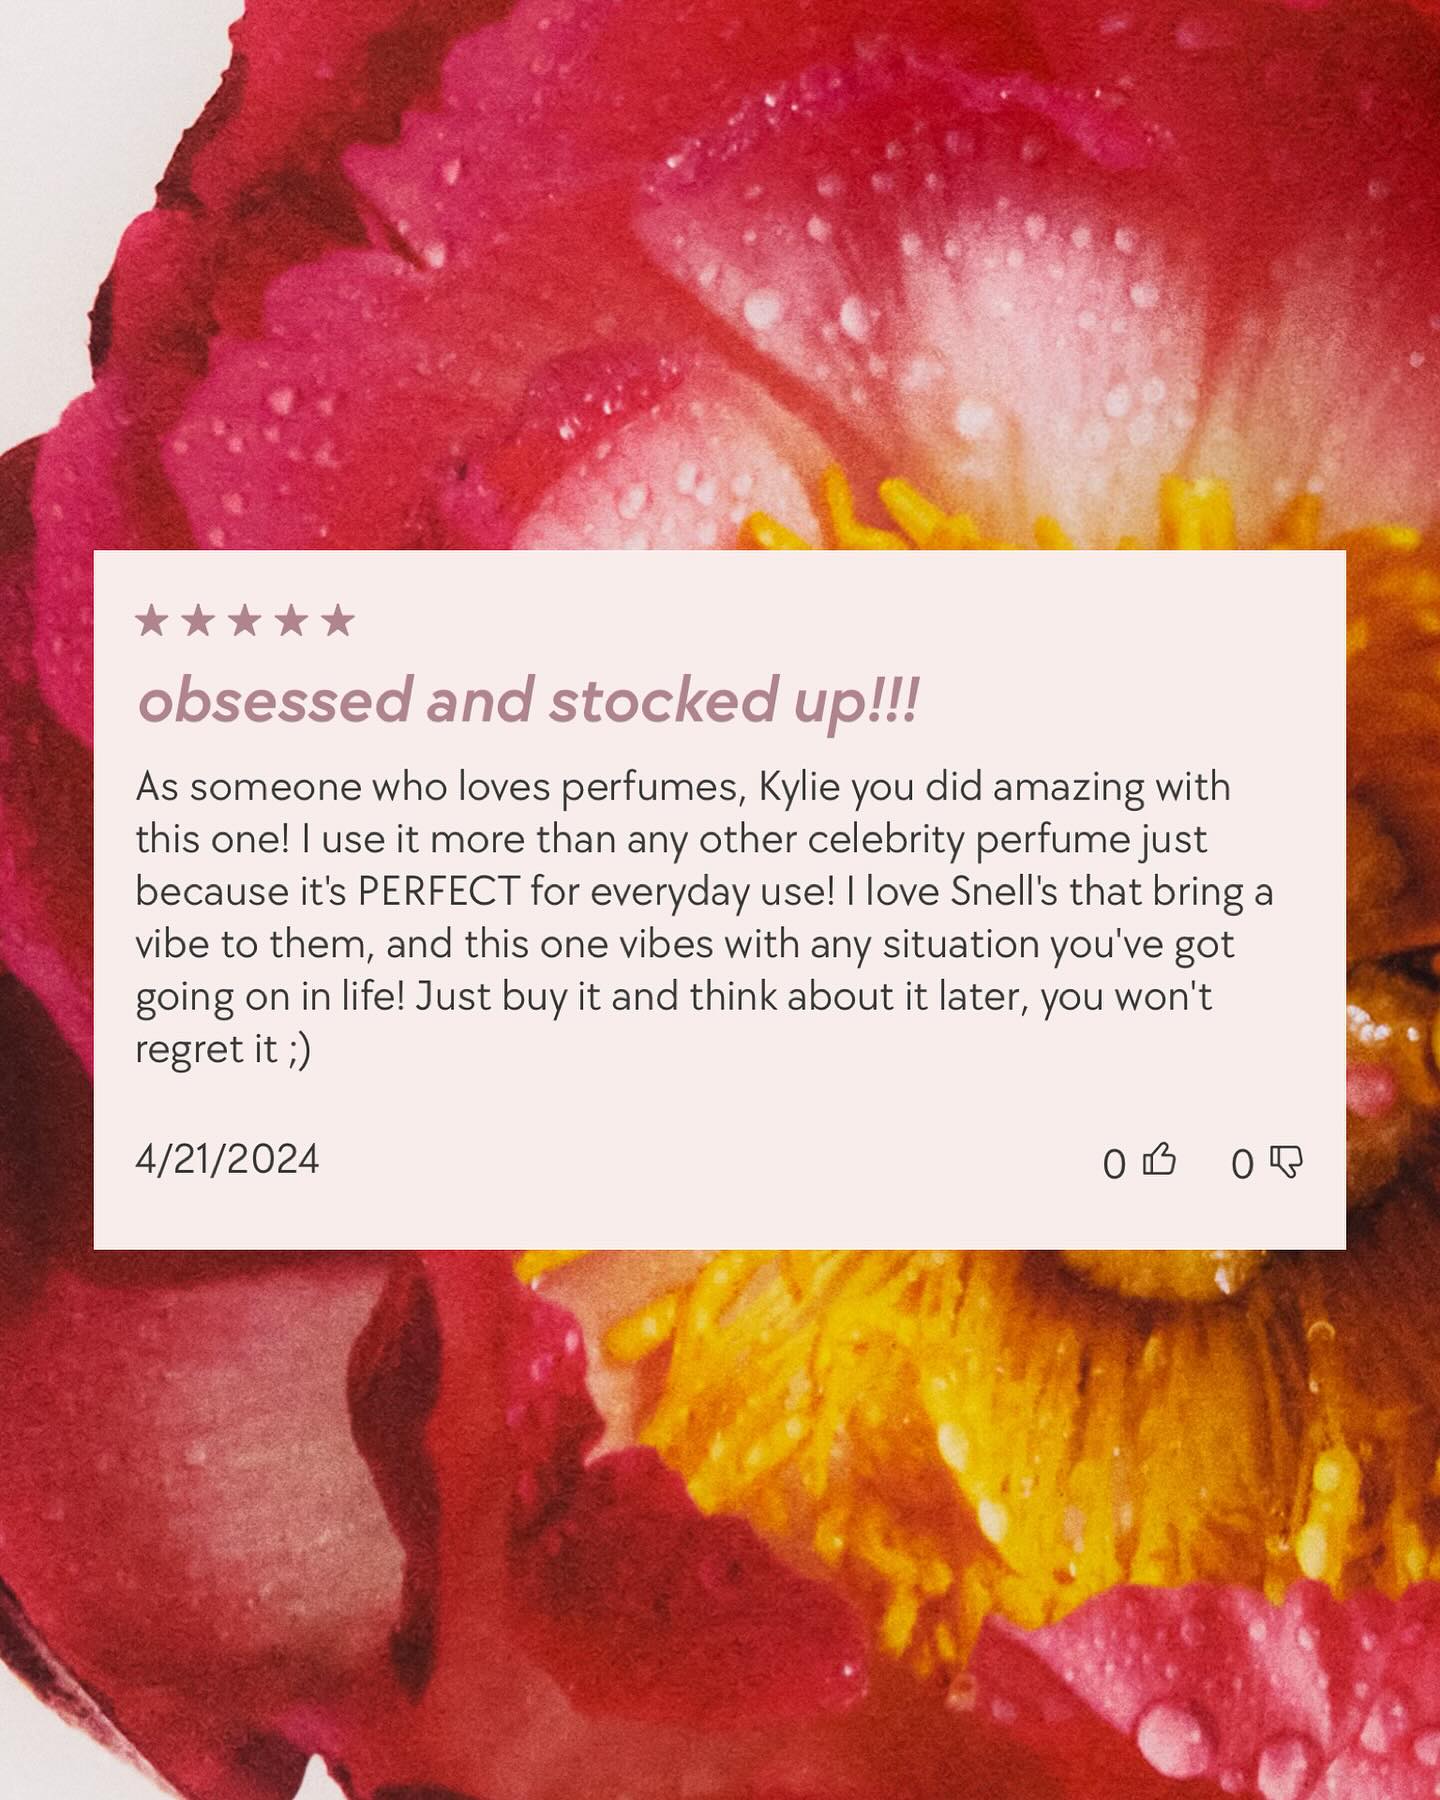 ★★★★★
obsessed and stocked up!!!
As someone who loves perfumes, Kylie you did amazing with
this one! I use it more than any other celebrity perfume just
because it's PERFECT for everyday use! I love Snell's that bring a
vibe to them, and this one vibes with any situation you've got
going on in life! Just buy it and think about it later, you won't
regret it ;)
4/21/2024
0 0